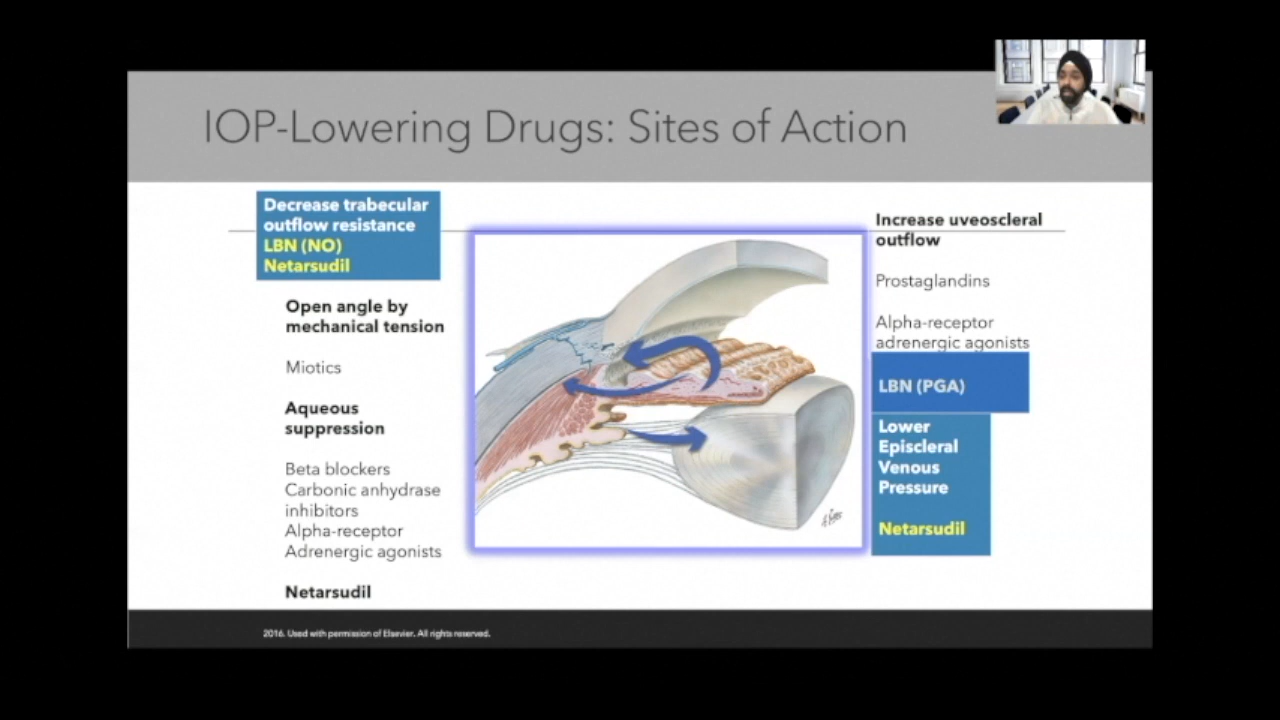 IOP-Lowering Drugs: Sites of Action
Decrease trabecular
outflow resistance
LBN (NO)
Netarsudil
Open angle by
mechanical tension
Miotics
Aqueous
suppression
Beta blockers
Carbonic anhydrase
inhibitors
Alpha-receptor
Adrenergic agonists
Netarsudil
Increase uveoscleral
outflow
Prostaglandins
Alpha-receptor
adrenergic agonists
LBN (PGA)
Lower
Episcleral
Venous
Pressure
Netarsudil
2016. Used with permission of Elsevier. All rights reserved.